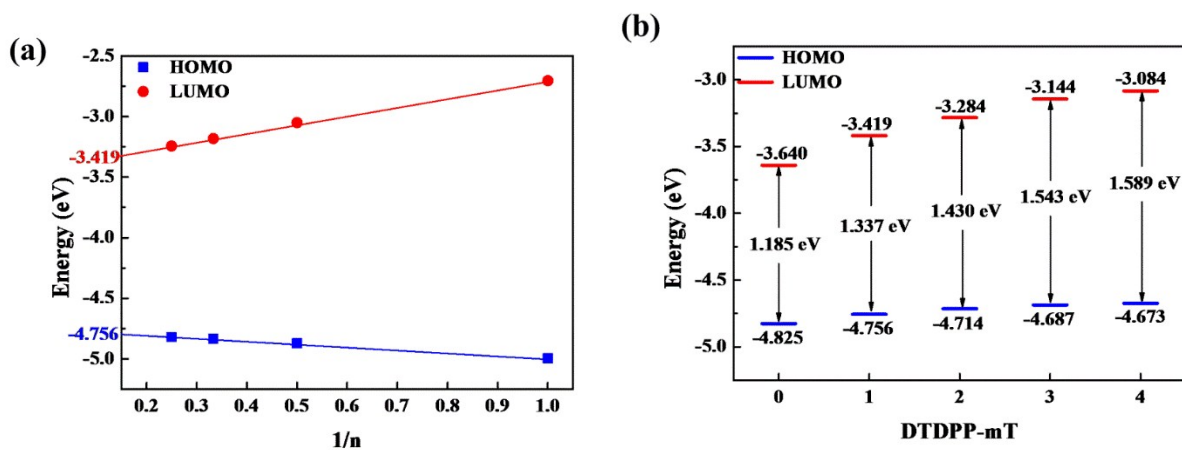 (a)
HOMO
LUMO
-2.5
-3.0
-3.419
-3.5
-4.0
-4.5
-4.756
-5.0
Energy (eV)
0.2 0.3 0.4 0.5 0.6 0.7 0.8 0.9 1.0
1/n
(b)
HOMO
LUMO
-3.0
-3.5
-4.0
-4.5
-5.0
Energy (eV)
-3.640 -3.419 -3.284 -3.144 -3.084
1.185 eV 1.337 eV 1.430 eV 1.543 eV 1.589 eV
-4.825 -4.756 -4.714 -4.687 -4.673
0 1 2 3 4
DTDPP-mT